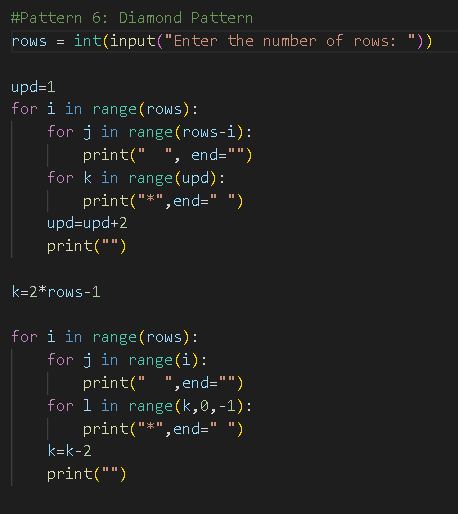 #Pattern 6: Diamond Pattern
rows = int(input("Enter the number of rows: "))

upd=1
for i in range(rows):
    for j in range(rows-i):
        print("  ", end="")
    for k in range(upd):
        print("*",end=" ")
    upd=upd+2
    print("")

k=2*rows-1

for i in range(rows):
    for j in range(i):
        print("  ",end="")
    for l in range(k,0,-1):
        print("*",end=" ")
    k=k-2
    print("")